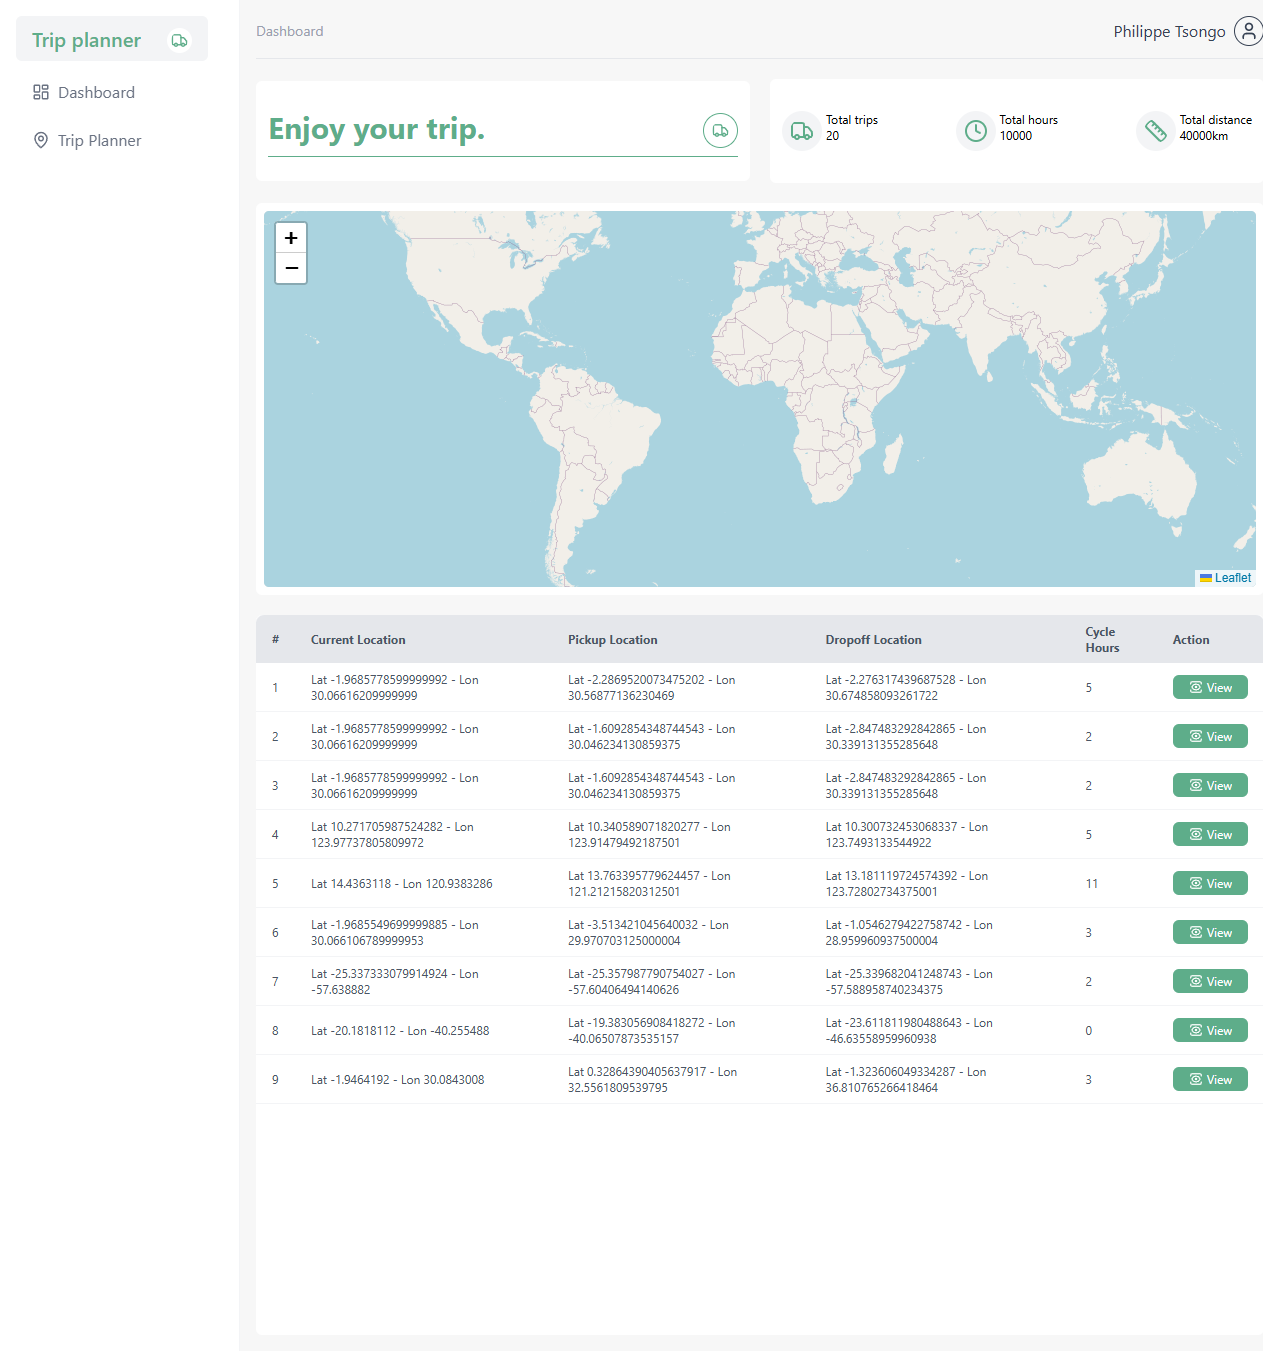 Trip planner
Dashboard
Trip Planner
Dashboard
Philippe Tsongo
Enjoy your trip.
Total trips
20
Total hours
10000
Total distance
40000km
+
−
Leaflet
# Current Location Pickup Location Dropoff Location Cycle Hours Action
1 Lat -1.9685778599999992 - Lon 30.06616209999999 Lat -2.2869520073475202 - Lon 30.56877136230469 Lat -2.276317439687528 - Lon 30.674858093261722 5 View
2 Lat -1.9685778599999992 - Lon 30.06616209999999 Lat -1.6092854348744543 - Lon 30.046234130859375 Lat -2.847483292842865 - Lon 30.339131355285648 2 View
3 Lat -1.9685778599999992 - Lon 30.06616209999999 Lat -1.6092854348744543 - Lon 30.046234130859375 Lat -2.847483292842865 - Lon 30.339131355285648 2 View
4 Lat 10.271705987524282 - Lon 123.97737805809972 Lat 10.340589071820277 - Lon 123.91479492187501 Lat 10.300732453068337 - Lon 123.7493133544922 5 View
5 Lat 14.4363118 - Lon 120.9383286 Lat 13.763395779624457 - Lon 121.21215820312501 Lat 13.181119724574392 - Lon 123.72802734375001 11 View
6 Lat -1.9685549699999885 - Lon 30.066106789999953 Lat -3.513421045640032 - Lon 29.970703125000004 Lat -1.0546279422758742 - Lon 28.959960937500004 3 View
7 Lat -25.337333079914924 - Lon -57.638882 Lat -25.357987790754027 - Lon -57.60406494140626 Lat -25.339682041248743 - Lon -57.588958740234375 2 View
8 Lat -20.1818112 - Lon -40.255488 Lat -19.383056908418272 - Lon -40.06507873535157 Lat -23.611811980488643 - Lon -46.63558959960938 0 View
9 Lat -1.9464192 - Lon 30.0843008 Lat 0.32864390405637917 - Lon 32.5561809539795 Lat -1.323606049334287 - Lon 36.810765266418464 3 View